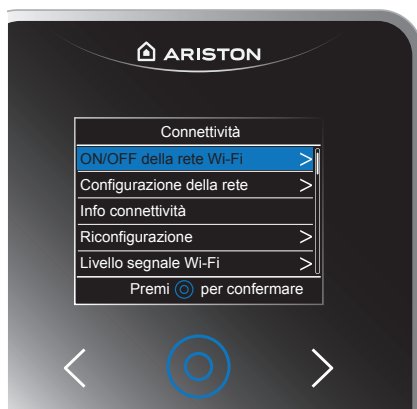 ARISTON
Connettività
ON/OFF della rete Wi-Fi >
Configurazione della rete >
Info connettività
Riconfigurazione >
Livello segnale Wi-Fi >
Premi per confermare